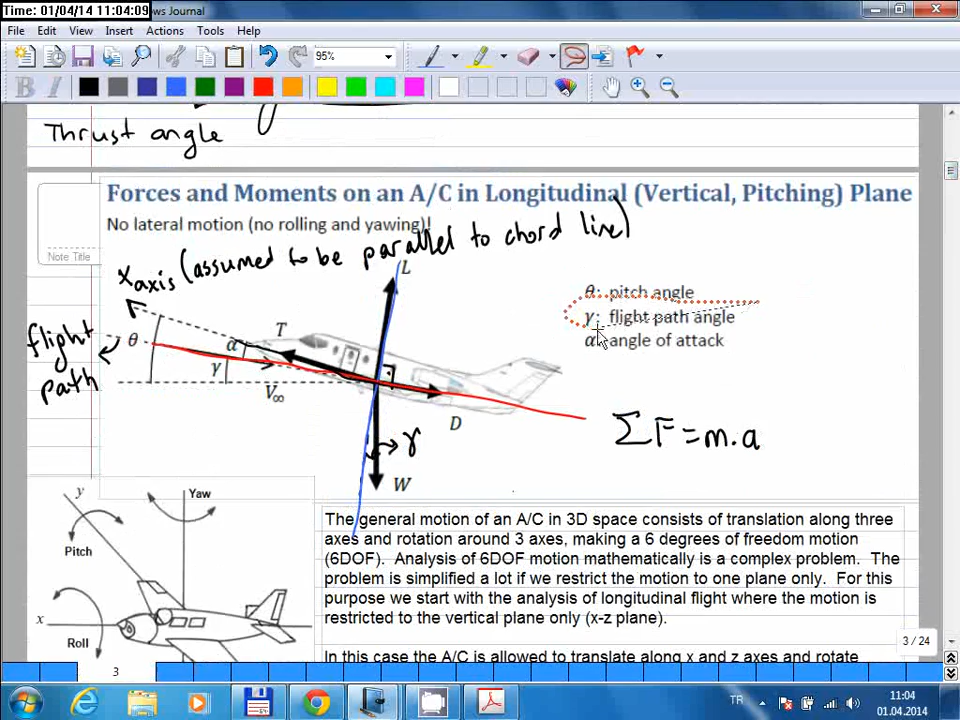 Time: 01/04/14 11:04:09
ows Journal
File Edit View Insert Actions Tools Help
95%
B I
Thrust angle
Forces and Moments on an A/C in Longitudinal (Vertical, Pitching) Plane
No lateral motion (no rolling and yawing)!
Note Title
x axis (assumed to be parallel to chord line)
L
θ: pitch angle
γ: flight path angle
α: angle of attack
flight path
θ
α
T
γ
V∞
D
γ
W
ΣF=m.a
y
Yaw
Pitch
x
Roll
The general motion of an A/C in 3D space consists of translation along three
axes and rotation around 3 axes, making a 6 degrees of freedom motion
(6DOF). Analysis of 6DOF motion mathematically is a complex problem. The
problem is simplified a lot if we restrict the motion to one plane only. For this
purpose we start with the analysis of longitudinal flight where the motion is
restricted to the vertical plane only (x-z plane).
In this case the A/C is allowed to translate along x and z axes and rotate
3 / 24
3
TR
11:04
01.04.2014